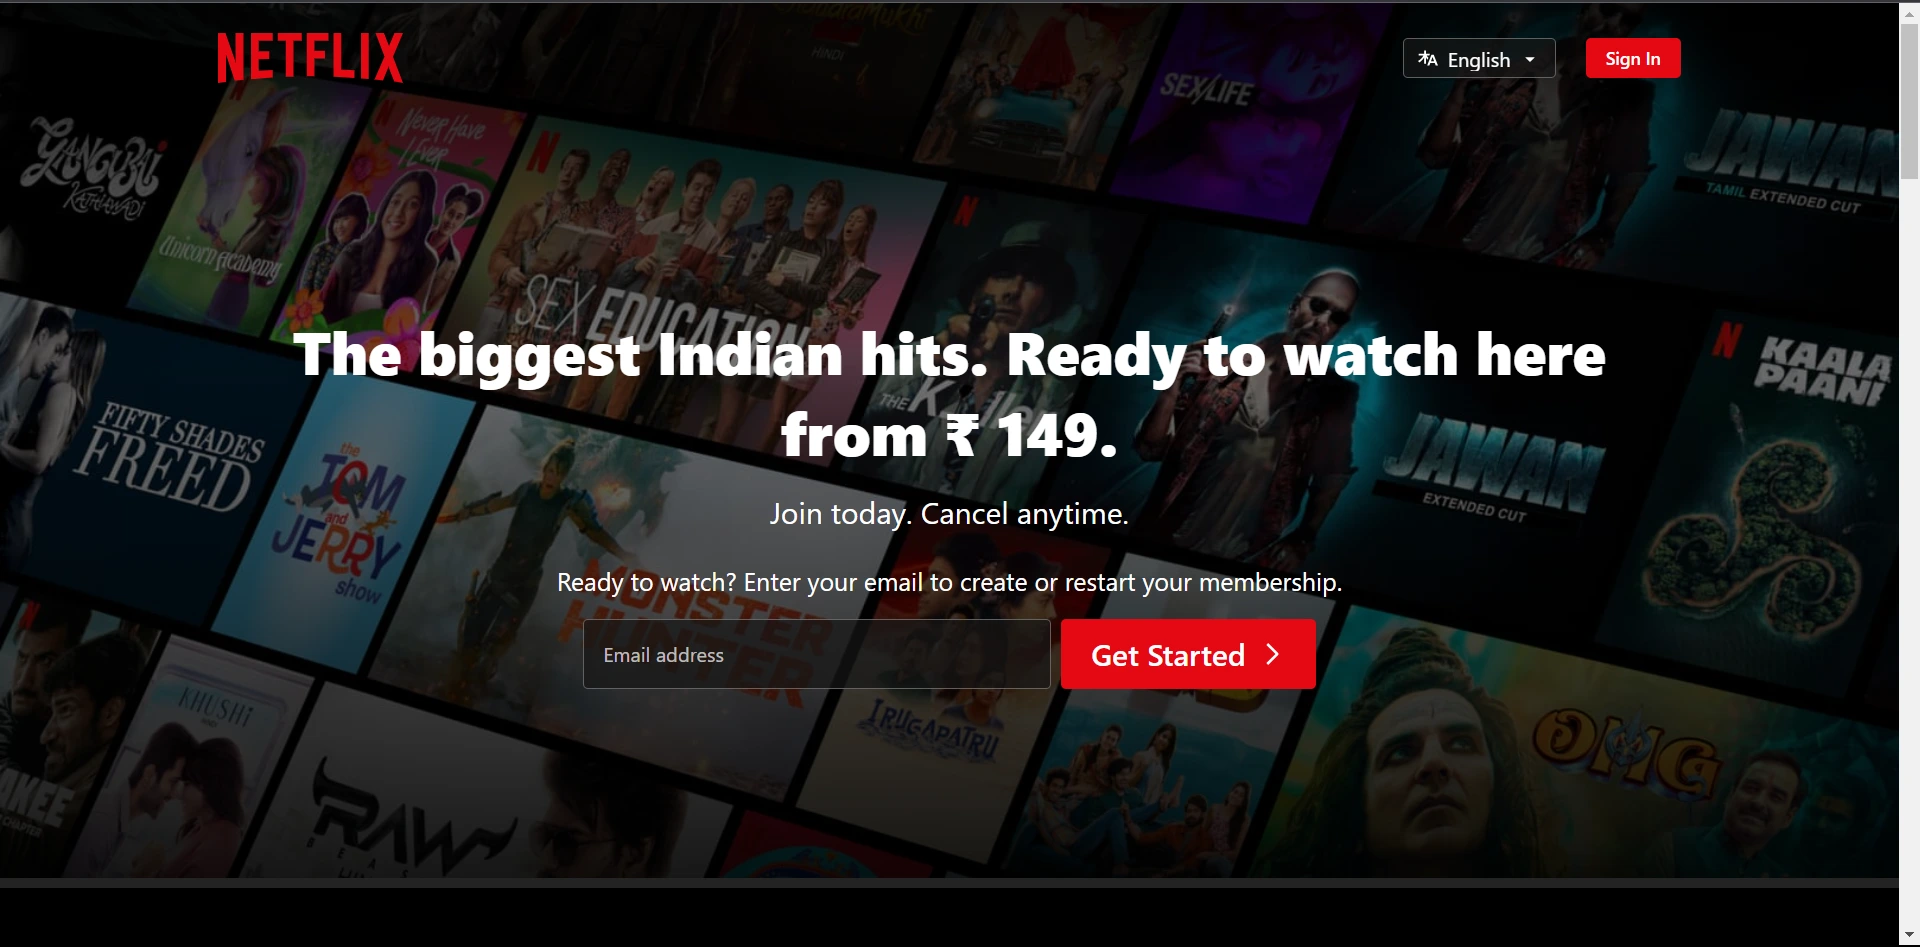 NETFLIX
English
Sign In
HINDI
SEX/LIFE
JAWAN
TAMIL EXTENDED CUT
GANGUBAI
KATHIAWADI
Unicorn Academy
Never Have
I Ever
SEX EDUCATION
The biggest Indian hits. Ready to watch here
from ₹ 149.
THE
KAALA
PAANI
FIFTY SHADES
FREED
the
TOM
and
JERRY
show
JAWAN
EXTENDED CUT
Join today. Cancel anytime.
Ready to watch? Enter your email to create or restart your membership.
MONSTER
HUNTER
Email address
Get Started
KHUSHI
IRUGAPATRU
OMG
AKEE
CHAPTER
RAW